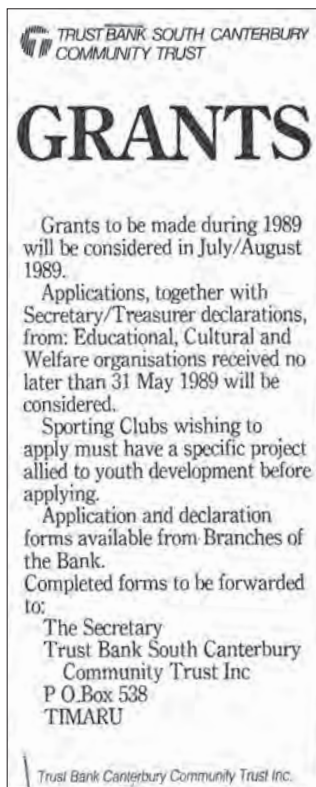 TRUST BANK SOUTH CANTERBURY
COMMUNITY TRUST
GRANTS
Grants to be made during 1989
will be considered in July/August
1989.
Applications, together with
Secretary/Treasurer declarations,
from: Educational, Cultural and
Welfare organisations received no
later than 31 May 1989 will be
considered.
Sporting Clubs wishing to
apply must have a specific project
allied to youth development before
applying.
Application and declaration
forms available from Branches of
the Bank.
Completed forms to be forwarded
to:
The Secretary
Trust Bank South Canterbury
Community Trust Inc
P O.Box 538
TIMARU
Trust Bank Canterbury Community Trust Inc.